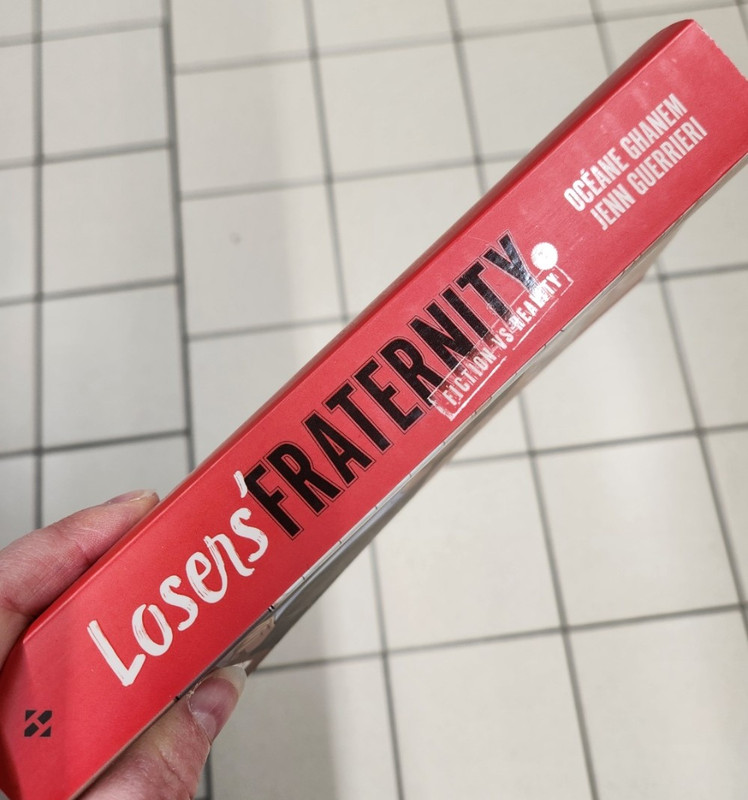 Losers'
FRATERNITY
FICTION VS REALITY
OCÉANE GHANEM
JENN GUERRIERI